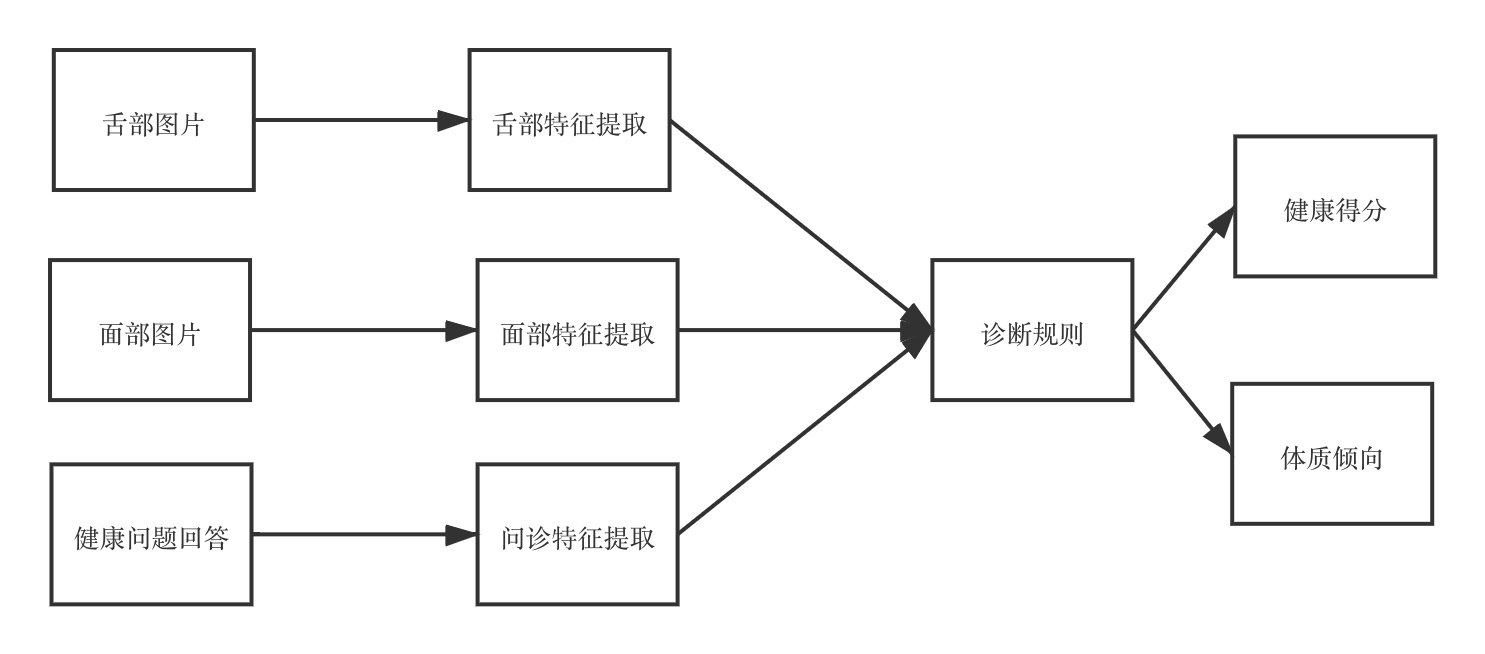 舌部图片
舌部特征提取
面部图片
面部特征提取
健康问题回答
问诊特征提取
诊断规则
健康得分
体质倾向